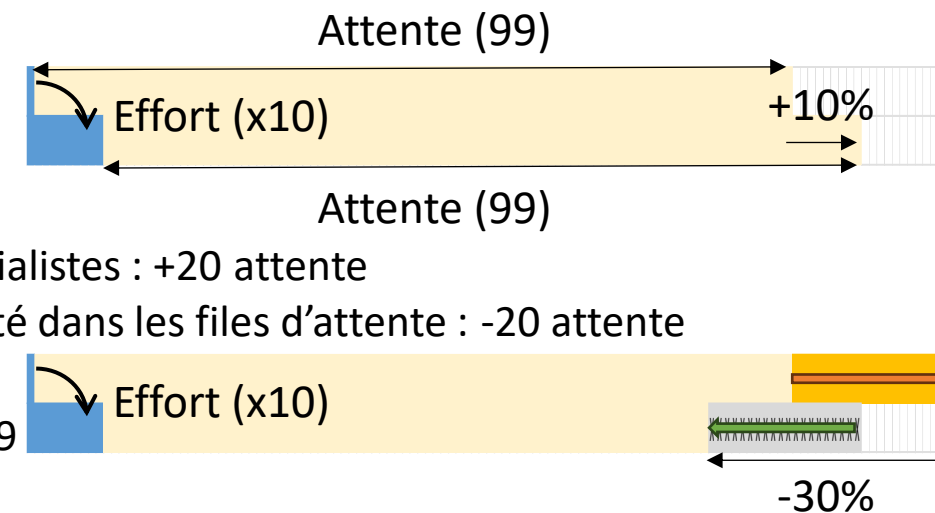 Attente (99)
Effort (x10)
+10%
Attente (99)
ialistes : +20 attente
té dans les files d'attente : -20 attente
Effort (x10)
9
-30%